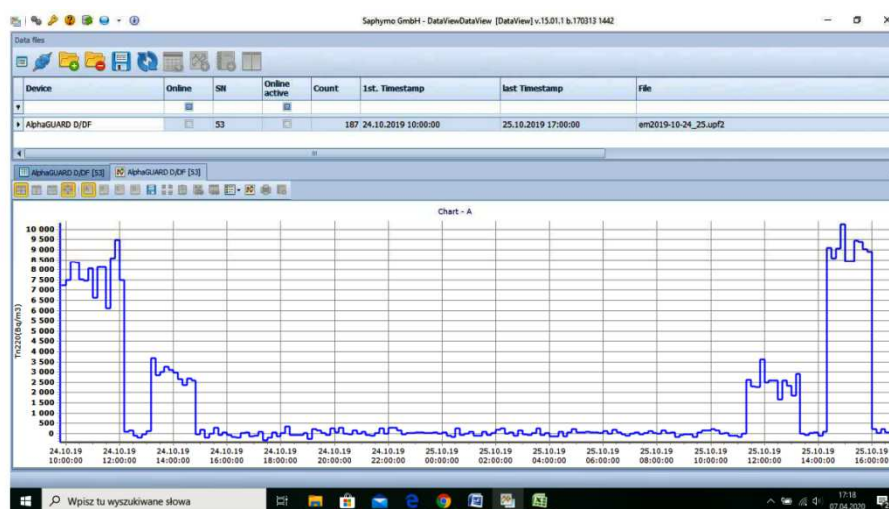 Saphymo GmbH - DataViewDataView [DataView] v.15.01.1 b.170313 1442
Data files
Device Online SN Online active Count 1st. Timestamp last Timestamp File
AlphaGUARD D/DF 53 187 24.10.2019 10:00:00 25.10.2019 17:00:00 em2019-10-24_25.upf2
AlphaGUARD D/DF [53] AlphaGUARD D/DF [53]
Chart - A
Tn220(Bq/m3)
10 000
9 500
9 000
8 500
8 000
7 500
7 000
6 500
6 000
5 500
5 000
4 500
4 000
3 500
3 000
2 500
2 000
1 500
1 000
500
0
24.10.19 24.10.19 24.10.19 24.10.19 24.10.19 24.10.19 24.10.19 25.10.19 25.10.19 25.10.19 25.10.19 25.10.19 25.10.19 25.10.19 25.10.19 25.10.19
10:00:00 12:00:00 14:00:00 16:00:00 18:00:00 20:00:00 22:00:00 00:00:00 02:00:00 04:00:00 06:00:00 08:00:00 10:00:00 12:00:00 14:00:00 16:00:00
Wpisz tu wyszukiwane słowa
17:18
07.04.2020